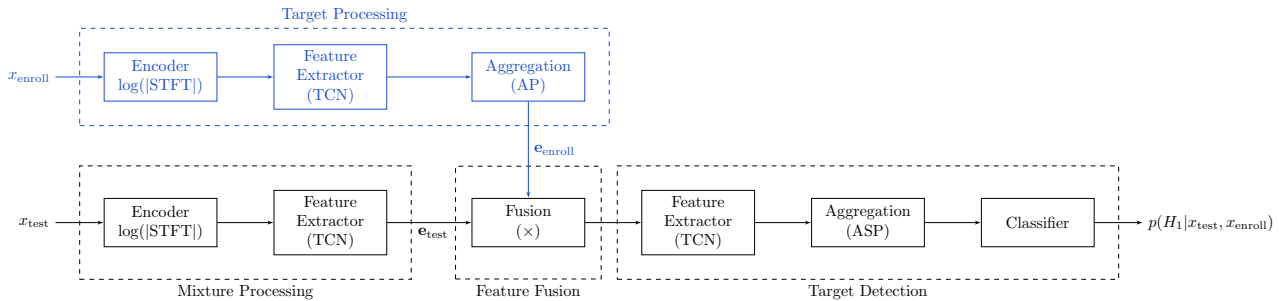 Target Processing
x_enroll
Encoder
log(|STFT|)
Feature
Extractor
(TCN)
Aggregation
(AP)
e_enroll
x_test
Encoder
log(|STFT|)
Feature
Extractor
(TCN)
e_test
Fusion
(×)
Feature
Extractor
(TCN)
Aggregation
(ASP)
Classifier
p(H_1|x_test, x_enroll)
Mixture Processing
Feature Fusion
Target Detection